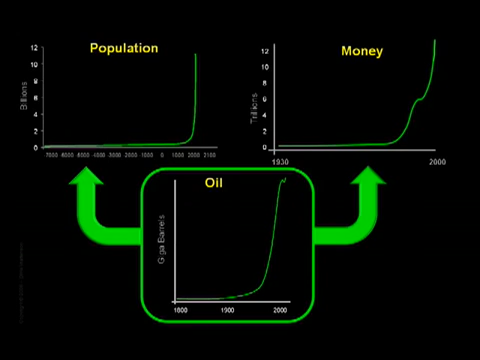 Population
Billions
12
10
8
6
4
2
0
7000 6000 5000 4000 3000 2000 1000 0 1000 2000 2100
Money
Trillions
12
10
8
6
4
2
0
1930 2000
Oil
Giga Barrels
1800 1900 2000